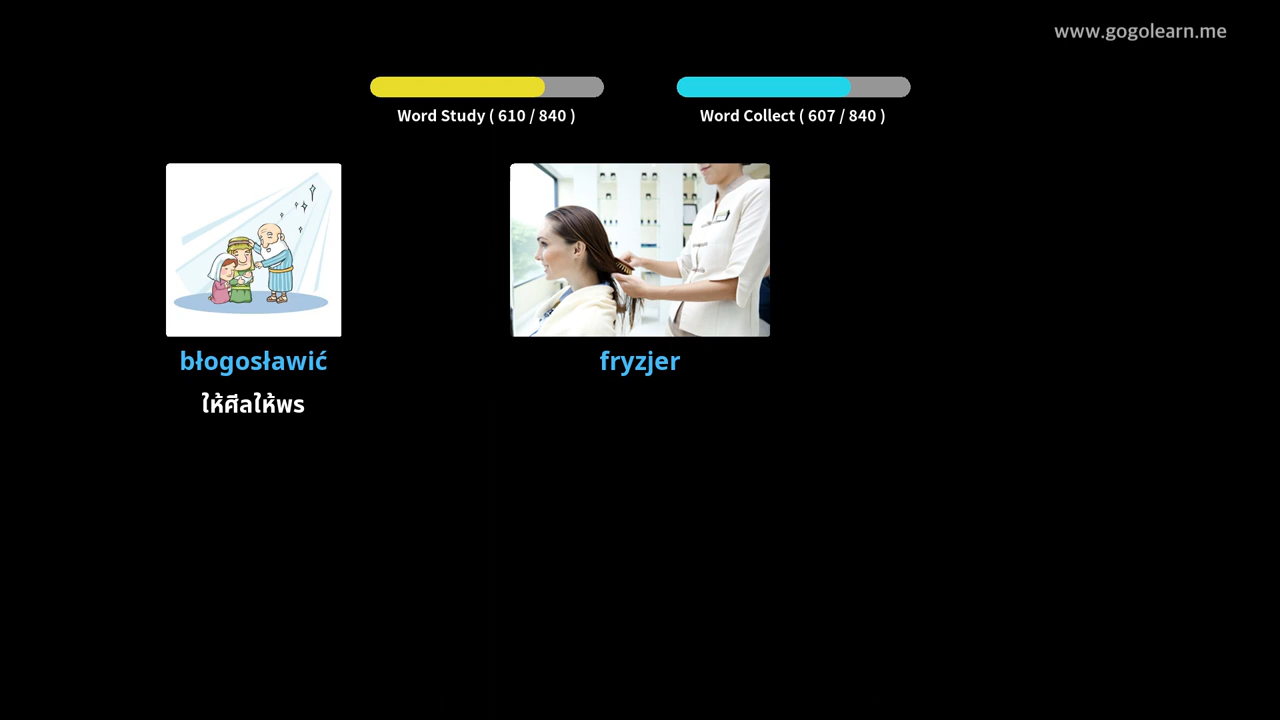 www.gogolearn.me
Word Study ( 610 / 840 )
Word Collect ( 607 / 840 )
błogosławić
ให้ศีลให้พร
fryzjer